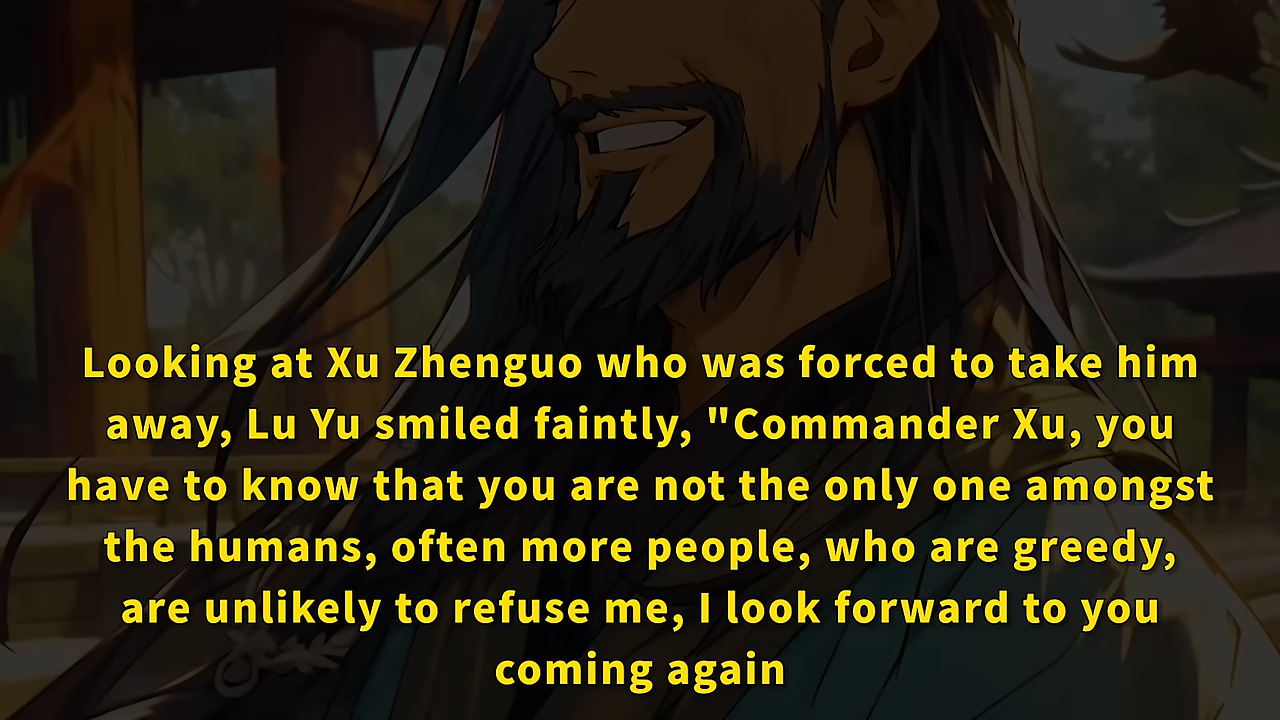 Looking at Xu Zhenguo who was forced to take him
away, Lu Yu smiled faintly, "Commander Xu, you
have to know that you are not the only one amongst
the humans, often more people, who are greedy,
are unlikely to refuse me, I look forward to you
coming again